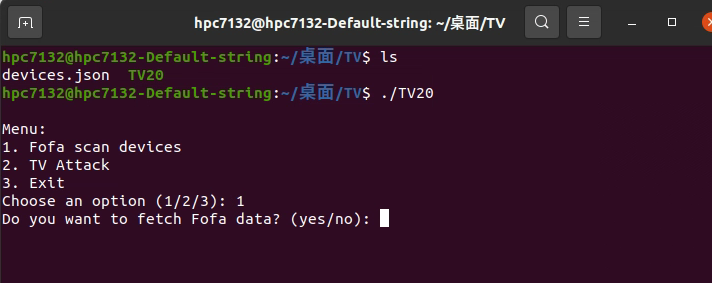 hpc7132@hpc7132-Default-string: ~/桌面/TV
hpc7132@hpc7132-Default-string:~/桌面/TV$ ls
devices.json  TV20
hpc7132@hpc7132-Default-string:~/桌面/TV$ ./TV20
Menu:
1. Fofa scan devices
2. TV Attack
3. Exit
Choose an option (1/2/3): 1
Do you want to fetch Fofa data? (yes/no):